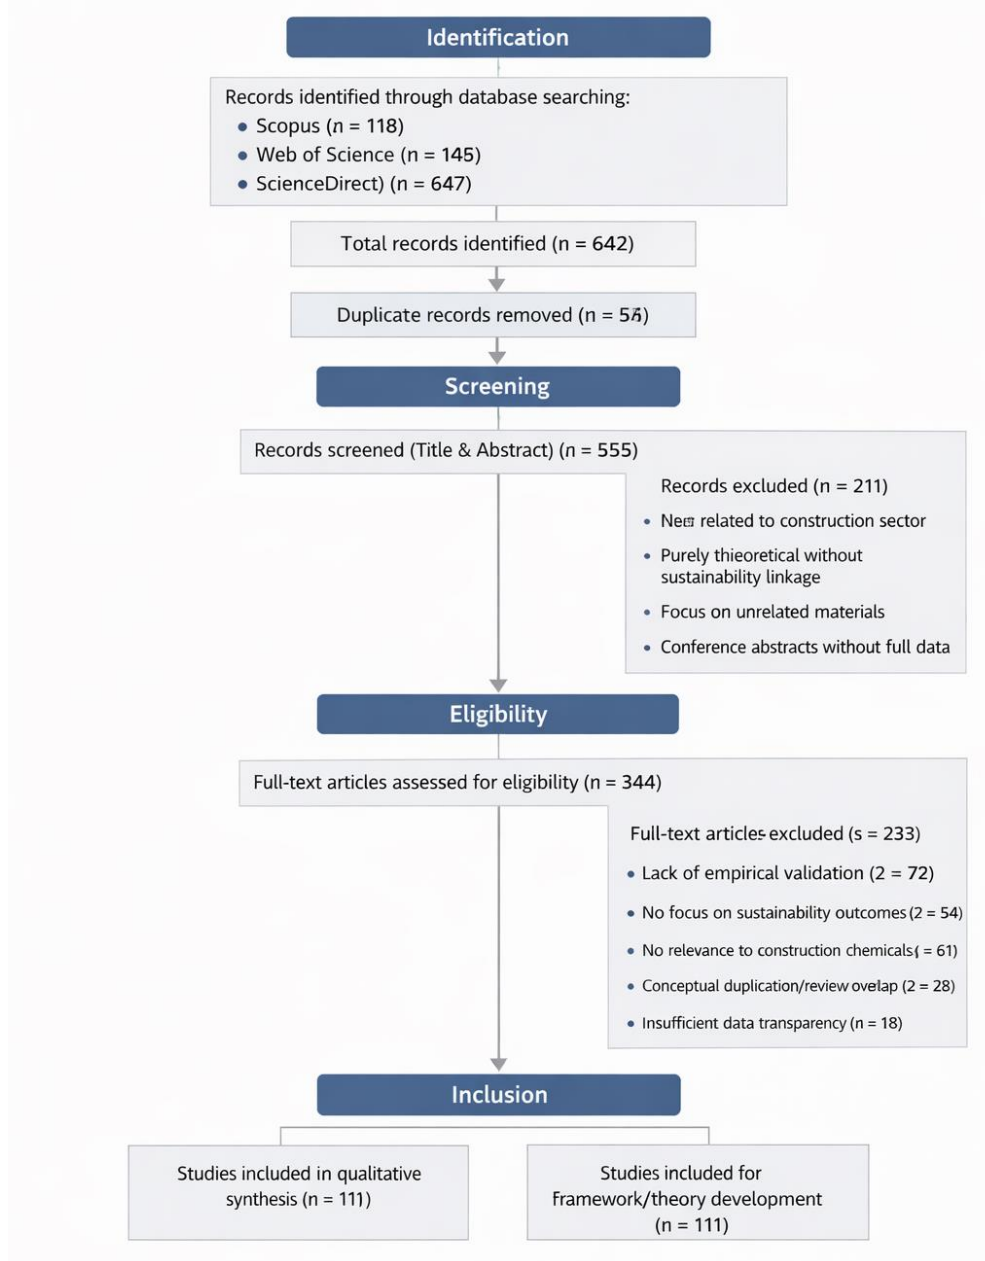 Identification
Records identified through database searching:
• Scopus (n = 118)
• Web of Science (n = 145)
• ScienceDirect) (n = 647)
Total records identified (n = 642)
Duplicate records removed (n =
Screening
Records screened (Title & Abstract) (n = 555)
Records excluded (n = 211)
• related to construction sector
• Purely thieoretical without
sustainability linkage
• Focus on unrelated materials
• Conference abstracts without full data
Eligibility
Full-text articles assessed for eligibility (n = 344)
Full-text articles excluded (s = 233)
• Lack of empirical validation (2 = 72)
• No focus on sustainability outcomes (2 = 54)
• No relevance to construction chemicals ( = 61)
• Conceptual duplication/review overlap (2 = 28)
• Insufficient data transparency (n = 18)
Inclusion
Studies included in qualitative
synthesis (n = 111)
Studies included for
Framework/theory development
(n = 111)